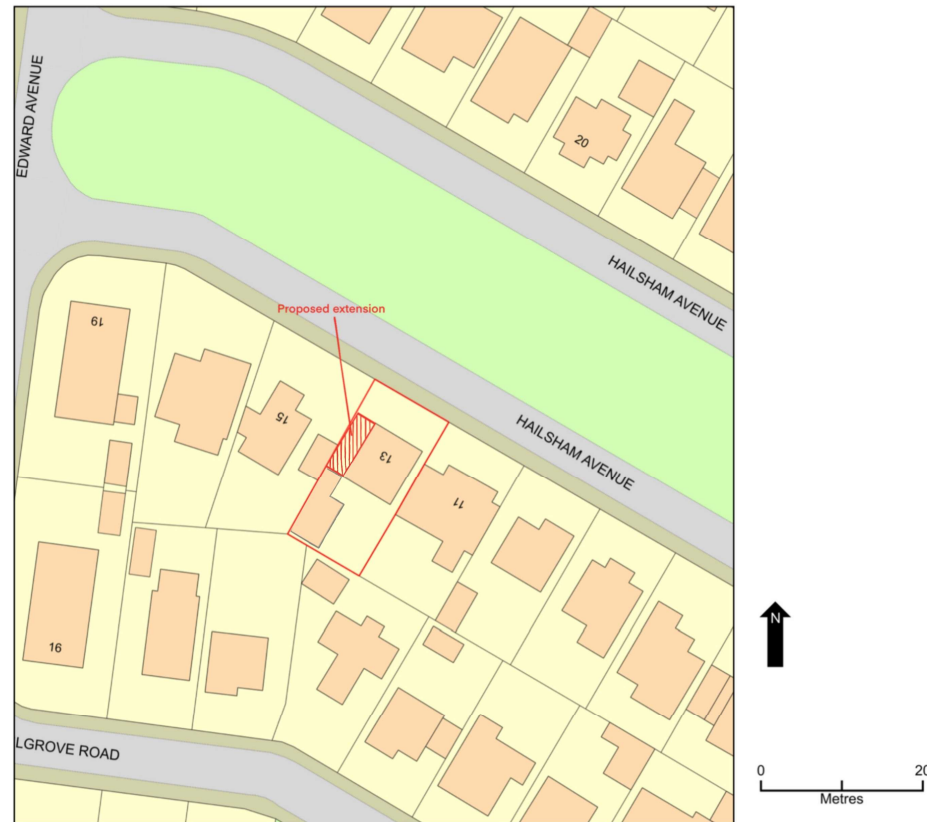 EDWARD AVENUE
20
HAILSHAM AVENUE
19
Proposed extension
15
13
HAILSHAM AVENUE
11
N
16
LGROVE ROAD
0
20
Metres